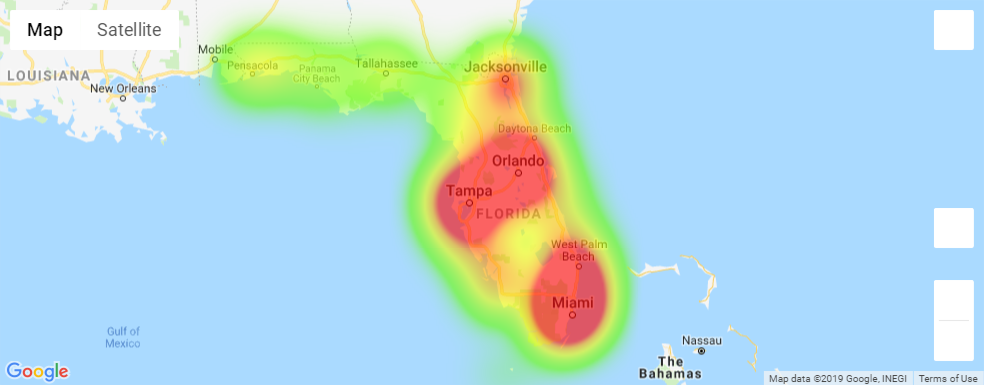 Map
Satellite
LOUISIANA
New Orleans
Mobile
Pensacola
Panama
City Beach
Tallahassee
Jacksonville
Daytona Beach
Orlando
Tampa
FLORIDA
West Palm
Beach
Miami
Gulf of
Mexico
Nassau
The
Bahamas
Google
Map data ©2019 Google, INEGI
Terms of Use